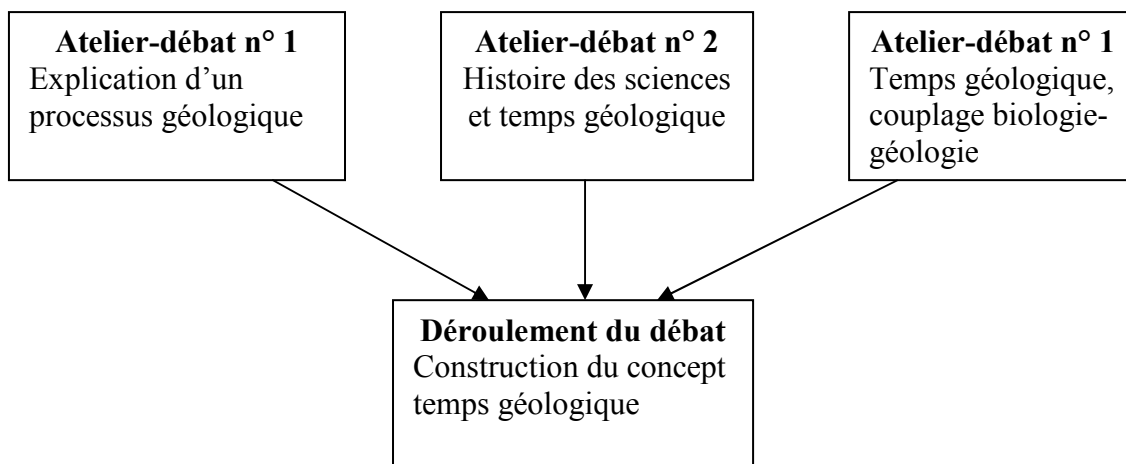 Atelier-débat n° 1
Explication d’un
processus géologique
Atelier-débat n° 2
Histoire des sciences
et temps géologique
Atelier-débat n° 1
Temps géologique,
couplage biologie-
géologie
Déroulement du débat
Construction du concept
temps géologique